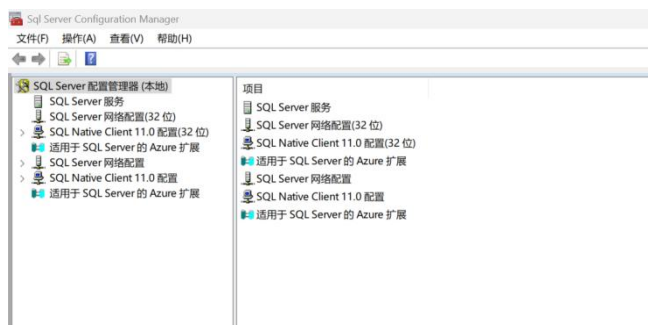 Sql Server Configuration Manager
文件(F) 操作(A) 查看(V) 帮助(H)
SQL Server 配置管理器 (本地)
SQL Server 服务
SQL Server 网络配置(32 位)
SQL Native Client 11.0 配置(32 位)
适用于 SQL Server 的 Azure 扩展
SQL Server 网络配置
SQL Native Client 11.0 配置
适用于 SQL Server 的 Azure 扩展
项目
SQL Server 服务
SQL Server 网络配置(32 位)
SQL Native Client 11.0 配置(32 位)
适用于 SQL Server 的 Azure 扩展
SQL Server 网络配置
SQL Native Client 11.0 配置
适用于 SQL Server 的 Azure 扩展